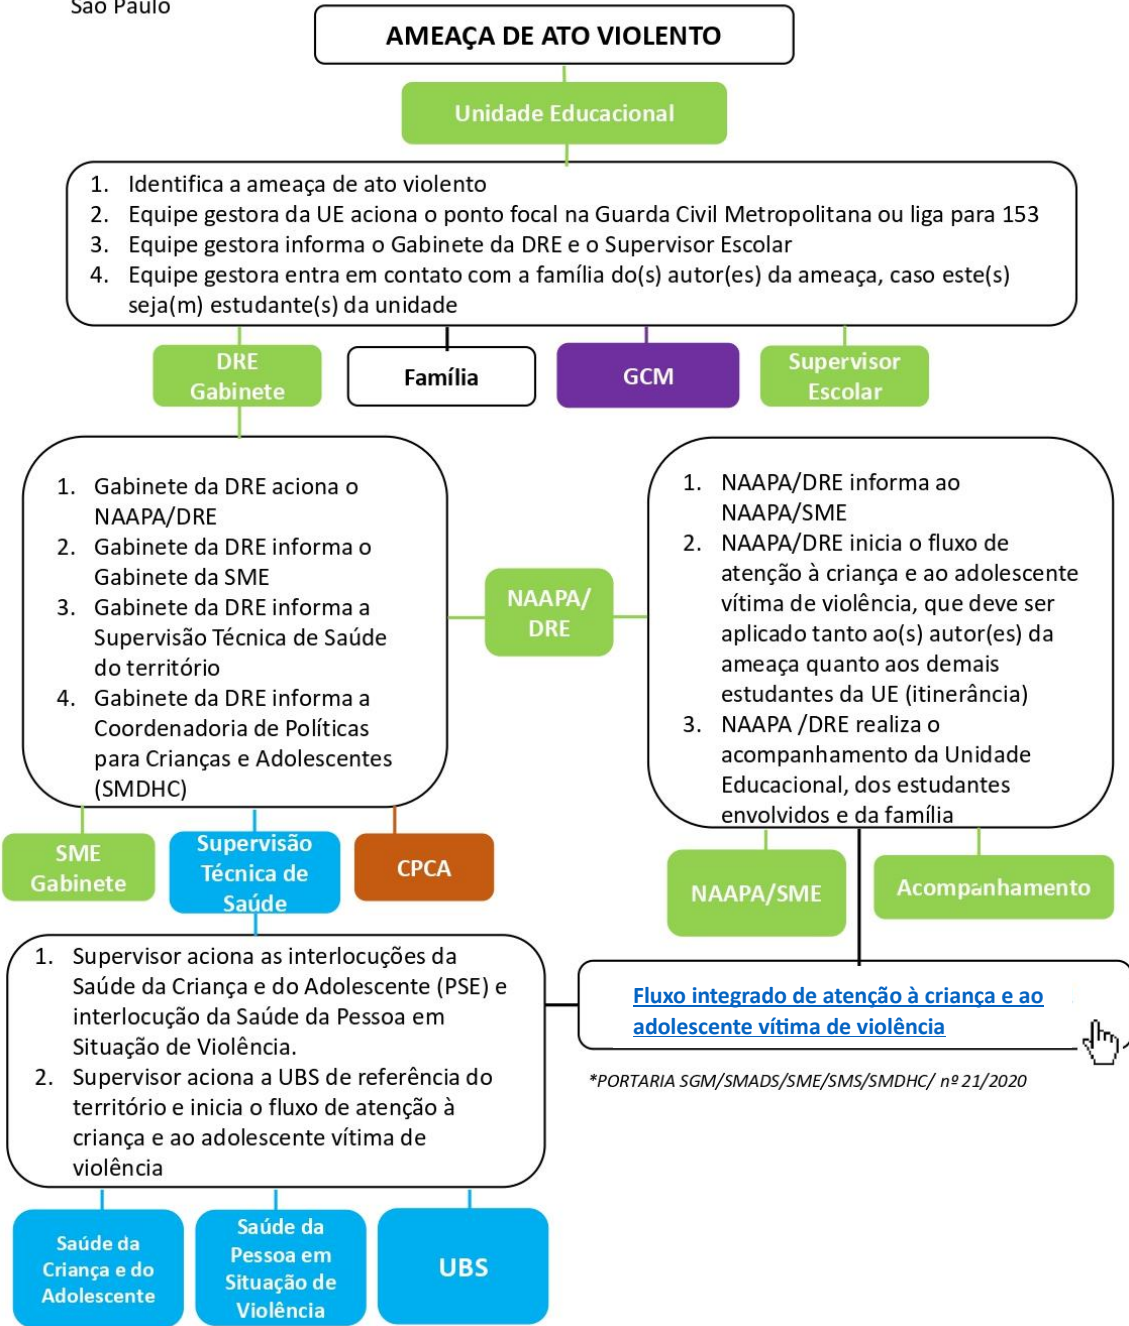 São Paulo
AMEAÇA DE ATO VIOLENTO
Unidade Educacional
1. Identifica a ameaça de ato violento
2. Equipe gestora da UE aciona o ponto focal na Guarda Civil Metropolitana ou liga para 153
3. Equipe gestora informa o Gabinete da DRE e o Supervisor Escolar
4. Equipe gestora entra em contato com a família do(s) autor(es) da ameaça, caso este(s)
seja(m) estudante(s) da unidade
DRE
Gabinete
Família
GCM
Supervisor
Escolar
1. Gabinete da DRE aciona o
NAAPA/DRE
2. Gabinete da DRE informa o
Gabinete da SME
3. Gabinete da DRE informa a
Supervisão Técnica de Saúde
do território
4. Gabinete da DRE informa a
Coordenadoria de Políticas
para Crianças e Adolescentes
(SMDHC)
NAAPA/
DRE
1. NAAPA/DRE informa ao
NAAPA/SME
2. NAAPA/DRE inicia o fluxo de
atenção à criança e ao adolescente
vítima de violência, que deve ser
aplicado tanto ao(s) autor(es) da
ameaça quanto aos demais
estudantes da UE (itinerância)
3. NAAPA /DRE realiza o
acompanhamento da Unidade
Educacional, dos estudantes
envolvidos e da família
SME
Gabinete
Supervisão
Técnica de
Saúde
CPCA
NAAPA/SME
Acompanhamento
1. Supervisor aciona as interlocuções da
Saúde da Criança e do Adolescente (PSE) e
interlocução da Saúde da Pessoa em
Situação de Violência.
2. Supervisor aciona a UBS de referência do
território e inicia o fluxo de atenção à
criança e ao adolescente vítima de
violência
Fluxo integrado de atenção à criança e ao
adolescente vítima de violência
*PORTARIA SGM/SMADS/SME/SMS/SMDHC/ nº 21/2020
Saúde da
Criança e do
Adolescente
Saúde da
Pessoa em
Situação de
Violência
UBS